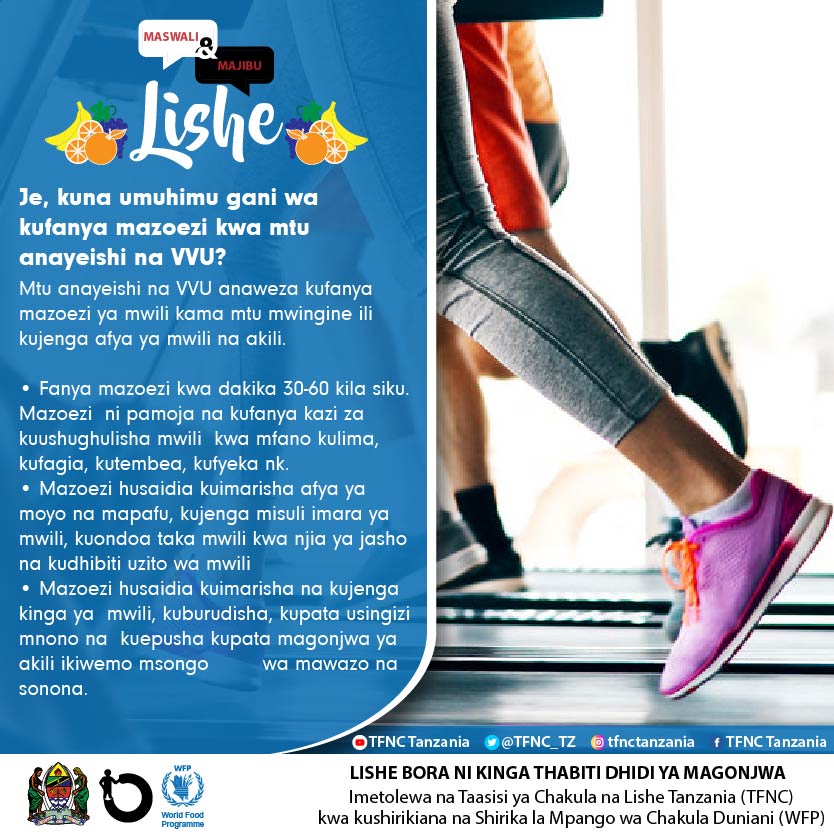 MASWALI
&
MAJIBU
Lishe
Je, kuna umuhimu gani wa
kufanya mazoezi kwa mtu
anayeishi na VVU?
Mtu anayeishi na VVU anaweza kufanya
mazoezi ya mwili kama mtu mwingine ili
kujenga afya ya mwili na akili.
• Fanya mazoezi kwa dakika 30-60 kila siku.
Mazoezi ni pamoja na kufanya kazi za
kuushughulisha mwili kwa mfano kulima,
kufagia, kutembea, kufyeka nk.
• Mazoezi husaidia kuimarisha afya ya
moyo na mapafu, kujenga misuli imara ya
mwili, kuondoa taka mwili kwa njia ya jasho
na kudhibiti uzito wa mwili
• Mazoezi husaidia kuimarisha na kujenga
kinga ya mwili, kuburudisha, kupata usingizi
mnono na kuepusha kupata magonjwa ya
akili ikiwemo msongo wa mawazo na
sonona.
TFNC Tanzania @TFNC_TZ tfnctanzania f TFNC Tanzania
WFP
World Food
Programme
LISHE BORA NI KINGA THABITI DHIDI YA MAGONJWA
Imetolewa na Taasisi ya Chakula na Lishe Tanzania (TFNC)
kwa kushirikiana na Shirika la Mpango wa Chakula Duniani (WFP)